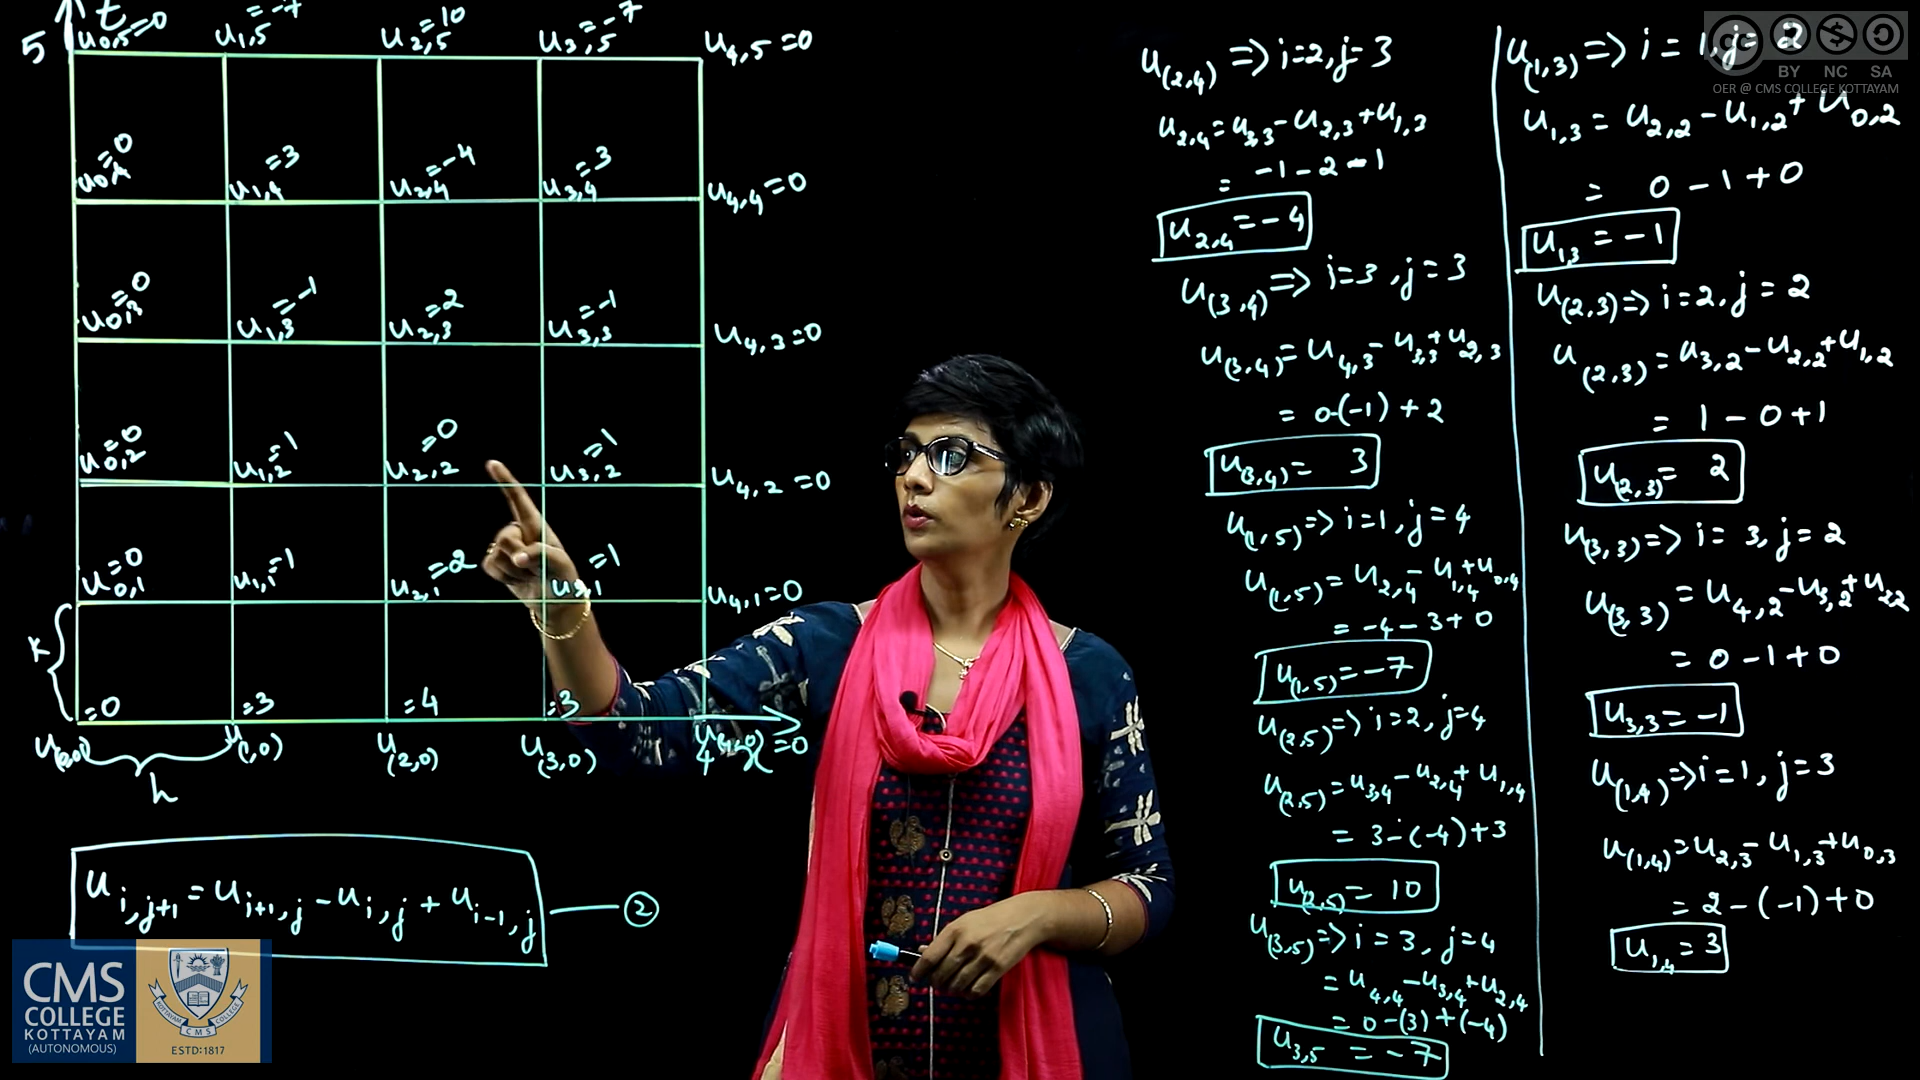 t
5
u0,5=0 u1,5=-7 u2,5=10 u3,5=-7 u4,5=0
u0,4=0 u1,4=3 u2,4=-4 u3,4=3 u4,4=0
u0,3=0 u1,3=-1 u2,3=2 u3,3=-1 u4,3=0
u0,2=0 u1,2=1 u2,2=0 u3,2=1 u4,2=0
u0,1=0 u1,1=1 u2,1=2 u3,1=1 u4,1=0
K
=0 =3 =4 =3
u(0,0) u(1,0) u(2,0) u(3,0) u(4,0)=0
4 x
h
u i,j+1 = u i+1,j - u i,j + u i-1,j ②
u(2,4) => i=2, j=3
u2,4 = u3,3 - u2,3 + u1,3
= -1-2-1
u2,4 = -4
u(3,4) => i=3, j=3
u(3,4) = u4,3 - u3,3 + u2,3
= 0-(-1)+2
u(3,4) = 3
u(1,5) => i=1, j=4
u(1,5) = u2,4 - u1,4 + u0,4
= -4-3+0
u(1,5) = -7
u(2,5) => i=2, j=4
u(2,5) = u3,4 - u2,4 + u1,4
= 3-(-4)+3
u(2,5) = 10
u(3,5) => i=3, j=4
= u4,4 - u3,4 + u2,4
= 0-(3)+(-4)
u3,5 = -7
u(1,3) => i=1, j=2
u1,3 = u2,2 - u1,2 + u0,2
= 0-1+0
u1,3 = -1
u(2,3) => i=2, j=2
u(2,3) = u3,2 - u2,2 + u1,2
= 1-0+1
u(2,3) = 2
u(3,3) => i=3, j=2
u(3,3) = u4,2 - u3,2 + u2,2
= 0-1+0
u3,3 = -1
u(1,4) => i=1, j=3
u(1,4) = u2,3 - u1,3 + u0,3
= 2-(-1)+0
u1,4 = 3
cc
BY NC SA
OER @ CMS COLLEGE KOTTAYAM
CMS
COLLEGE
KOTTAYAM
(AUTONOMOUS)
CMS
ESTD:1817